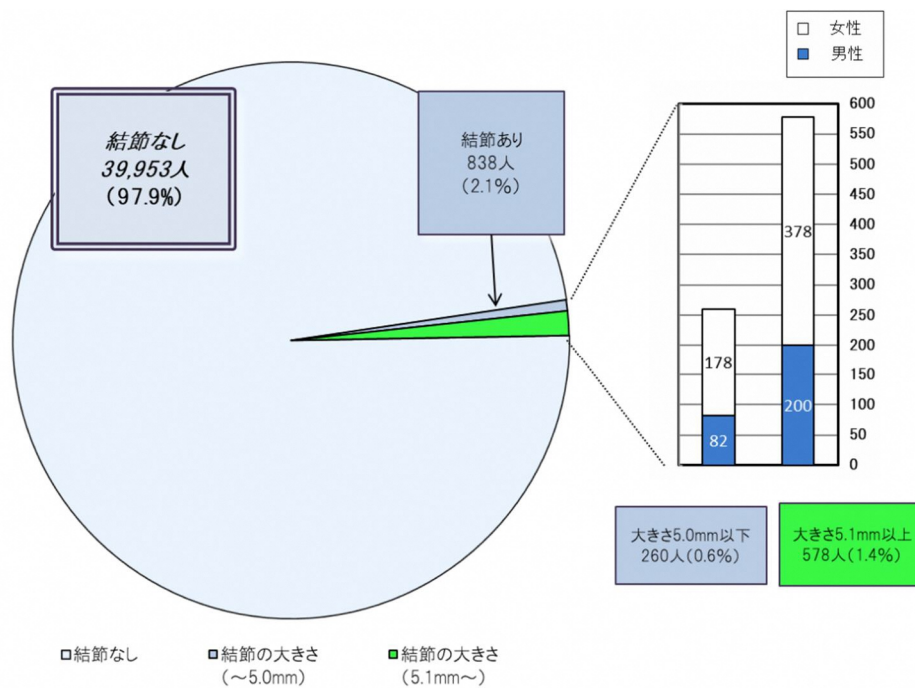 女性
男性
結節なし
39,953人
(97.9%)
結節あり
838人
(2.1%)
600
550
500
450
400
350
300
250
200
150
100
50
0
378
178
200
82
大きさ5.0mm以下
260人(0.6%)
大きさ5.1mm以上
578人(1.4%)
結節なし
結節の大きさ
(～5.0mm)
結節の大きさ
(5.1mm～)